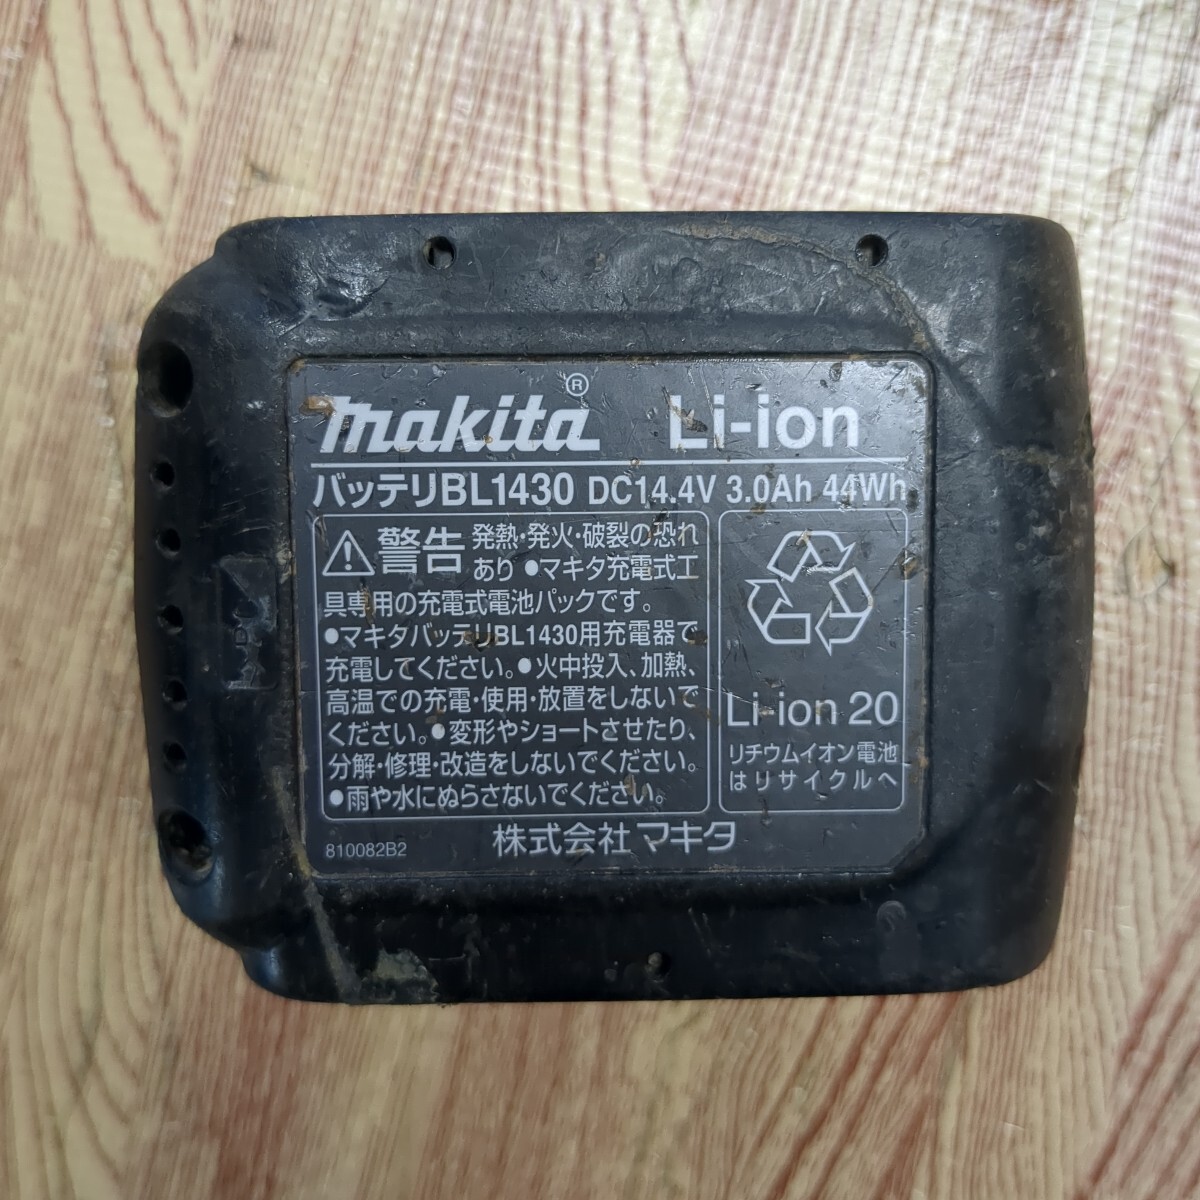 makita® Li-ion
バッテリBL1430 DC14.4V 3.0Ah 44Wh
警告 発熱・発火・破裂の恐れ
あり ●マキタ充電式工
具専用の充電式電池パックです。
●マキタバッテリBL1430用充電器で
充電してください。●火中投入、加熱、
高温での充電・使用・放置をしないで
ください。●変形やショートさせたり、
分解・修理・改造をしないでください。
●雨や水にぬらさないでください。
Li-ion 20
リチウムイオン電池
はリサイクルへ
810082B2
株式会社マキタ